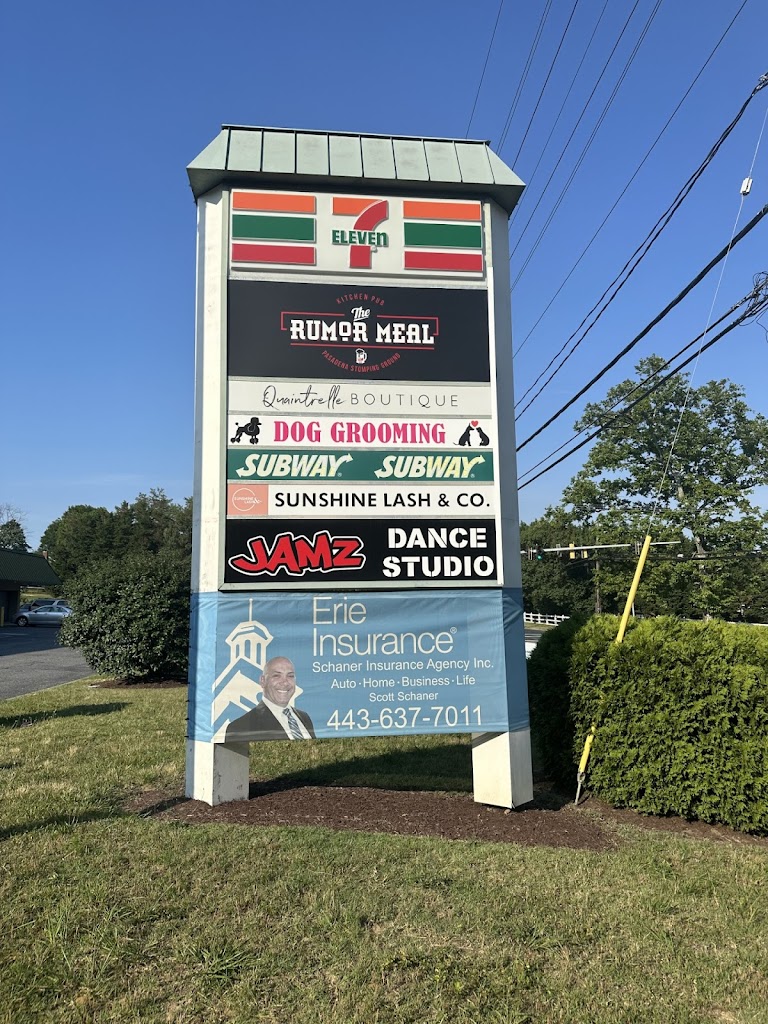 7
ELEVEn
KITCHEN PUB
The
RUMOR MEAL
PASADENA STOMPING GROUND
Quaintrelle BOUTIQUE
DOG GROOMING
SUBWAY SUBWAY
SUNSHINE LASH & CO.
JAMZ DANCE
STUDIO
Erie
Insurance®
Schaner Insurance Agency Inc.
Auto · Home · Business · Life
Scott Schaner
443-637-7011